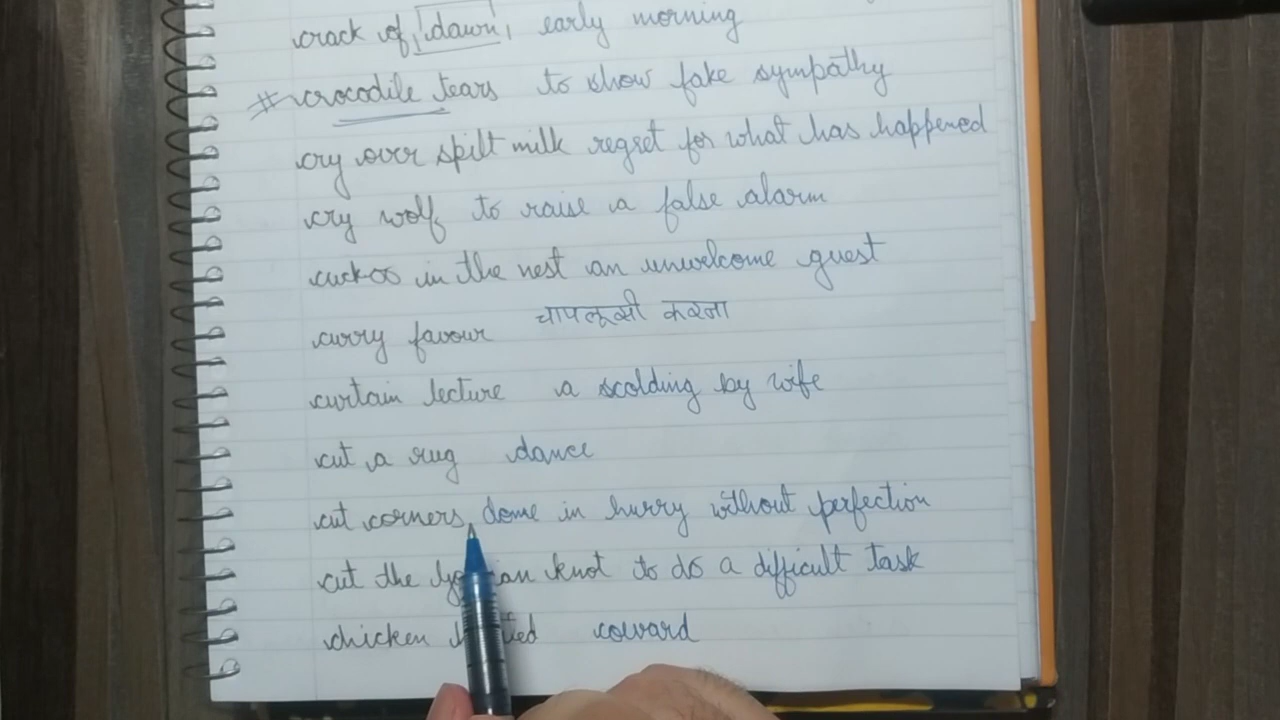 crack of dawn, early morning
# crocodile tears to show fake sympathy
cry over spilt milk regret for what has happened
cry wolf to raise a false alarm
cuckoo in the nest an unwelcome guest
curry favour चापलूसी करना
curtain lecture a scolding by wife
cut a rug dance
cut corners done in hurry without perfection
cut the knot to do a difficult task
chicken coward